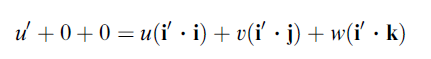 u′ + 0 + 0 = u(i′ · i) + v(i′ · j) + w(i′ · k)